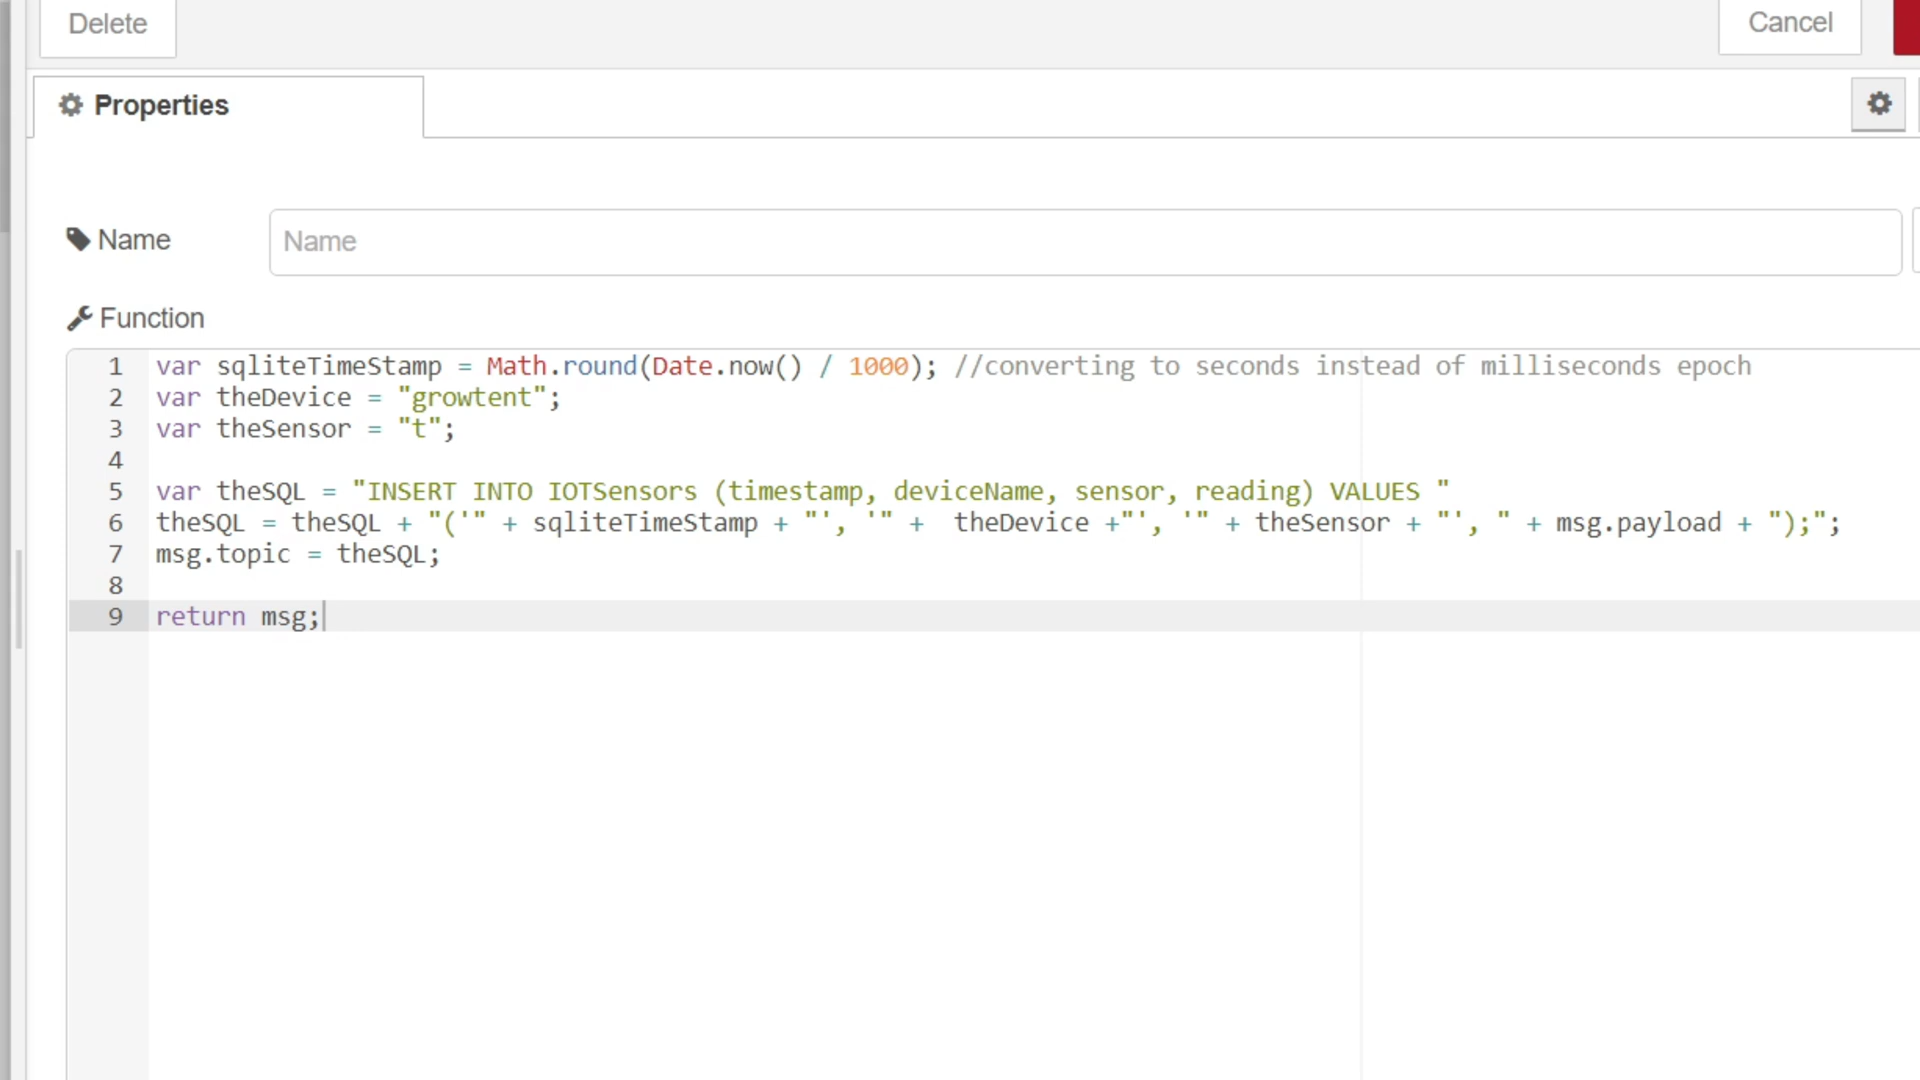 Delete
Cancel
Properties
Name
Name
Function
1 var sqliteTimeStamp = Math.round(Date.now() / 1000); //converting to seconds instead of milliseconds epoch
2 var theDevice = "growtent";
3 var theSensor = "t";
4
5 var theSQL = "INSERT INTO IOTSensors (timestamp, deviceName, sensor, reading) VALUES "
6 theSQL = theSQL + "('" + sqliteTimeStamp + "', '" +  theDevice +"', '" + theSensor + "', " + msg.payload + ");";
7 msg.topic = theSQL;
8
9 return msg;